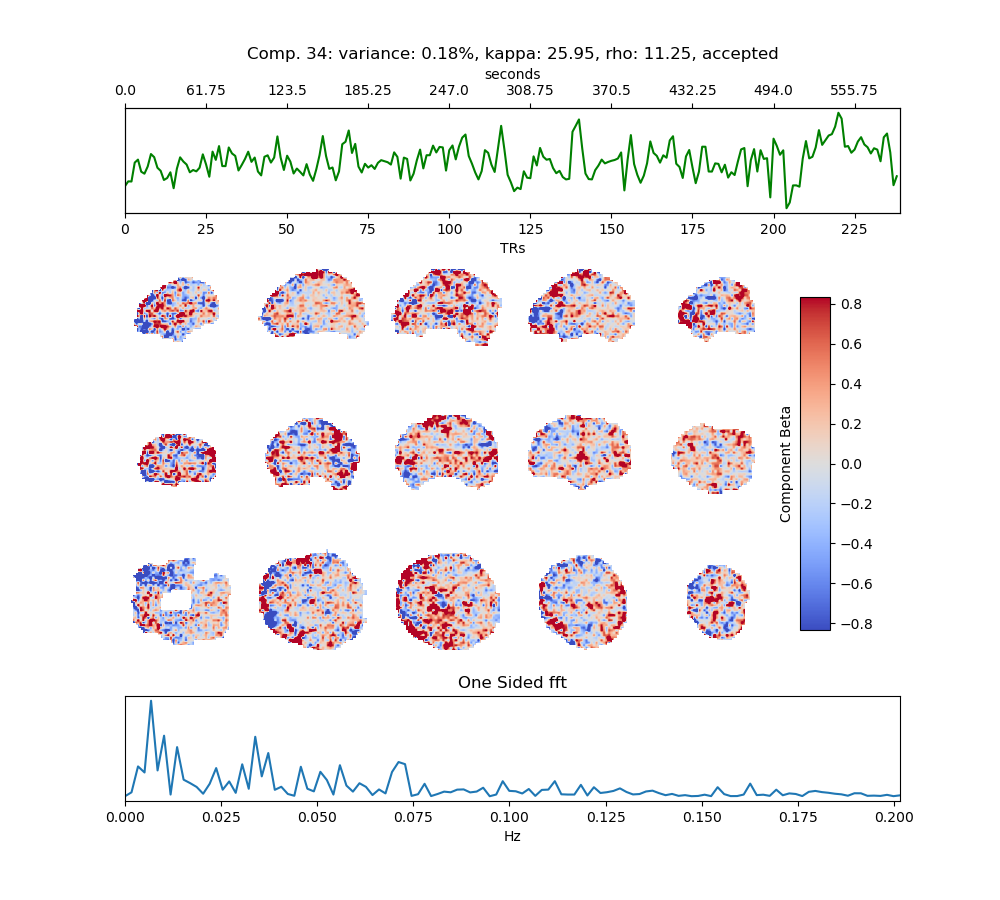 Comp. 34: variance: 0.18%, kappa: 25.95, rho: 11.25, accepted
seconds
0.0 61.75 123.5 185.25 247.0 308.75 370.5 432.25 494.0 555.75
0 25 50 75 100 125 150 175 200 225
TRs
0.8
0.6
0.4
0.2
0.0
−0.2
−0.4
−0.6
−0.8
Component Beta
One Sided fft
0.000 0.025 0.050 0.075 0.100 0.125 0.150 0.175 0.200
Hz